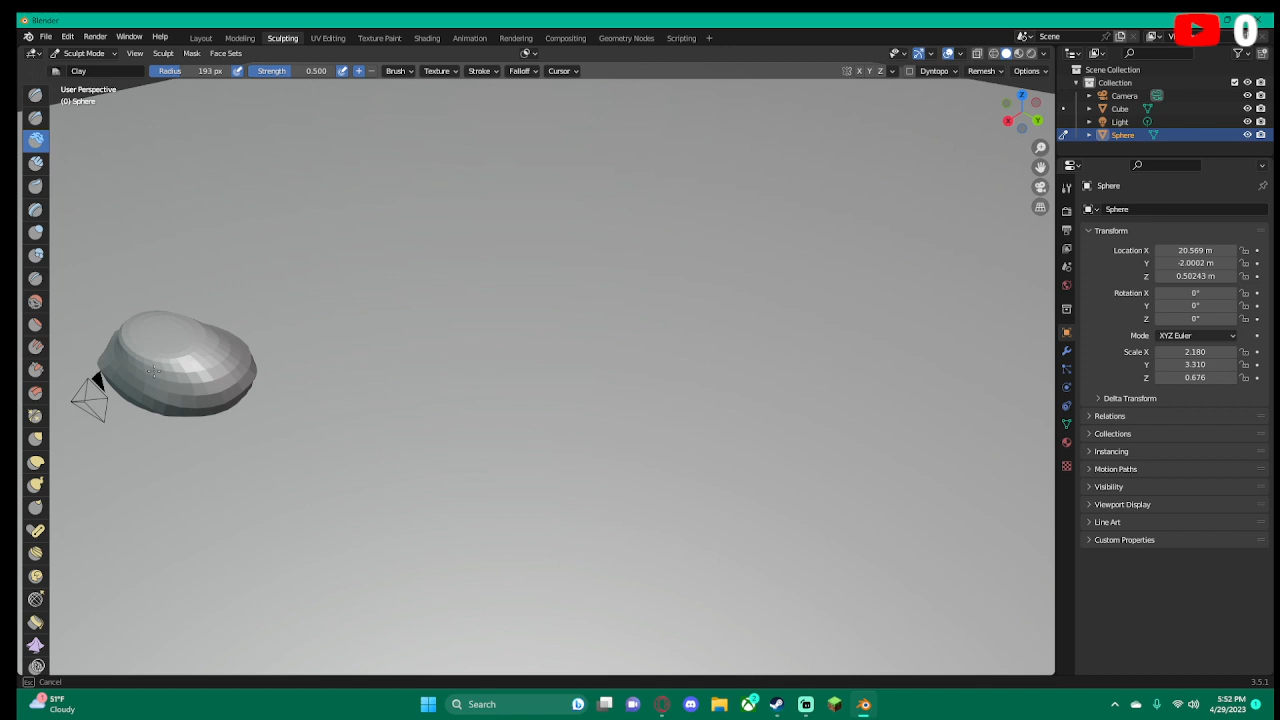 Blender
0
File Edit Render Window Help Layout Modeling Sculpting UV Editing Texture Paint Shading Animation Rendering Compositing Geometry Nodes Scripting + Scene
Sculpt Mode View Sculpt Mask Face Sets
Clay Radius 193 px Strength 0.500 Brush Texture Stroke Falloff Cursor X Y Z Dyntopo Remesh Options
User Perspective
(0) Sphere
Z
X
Y
Scene Collection
Collection
Camera
Cube
Light
Sphere
Sphere
Sphere
Transform
Location X 20.569 m
Y -2.0002 m
Z 0.50243 m
Rotation X 0°
Y 0°
Z 0°
Mode XYZ Euler
Scale X 2.180
Y 3.310
Z 0.676
Delta Transform
Relations
Collections
Instancing
Motion Paths
Visibility
Viewport Display
Line Art
Custom Properties
Esc Cancel 3.5.1
51°F
Cloudy
Search
5:52 PM
4/29/2023